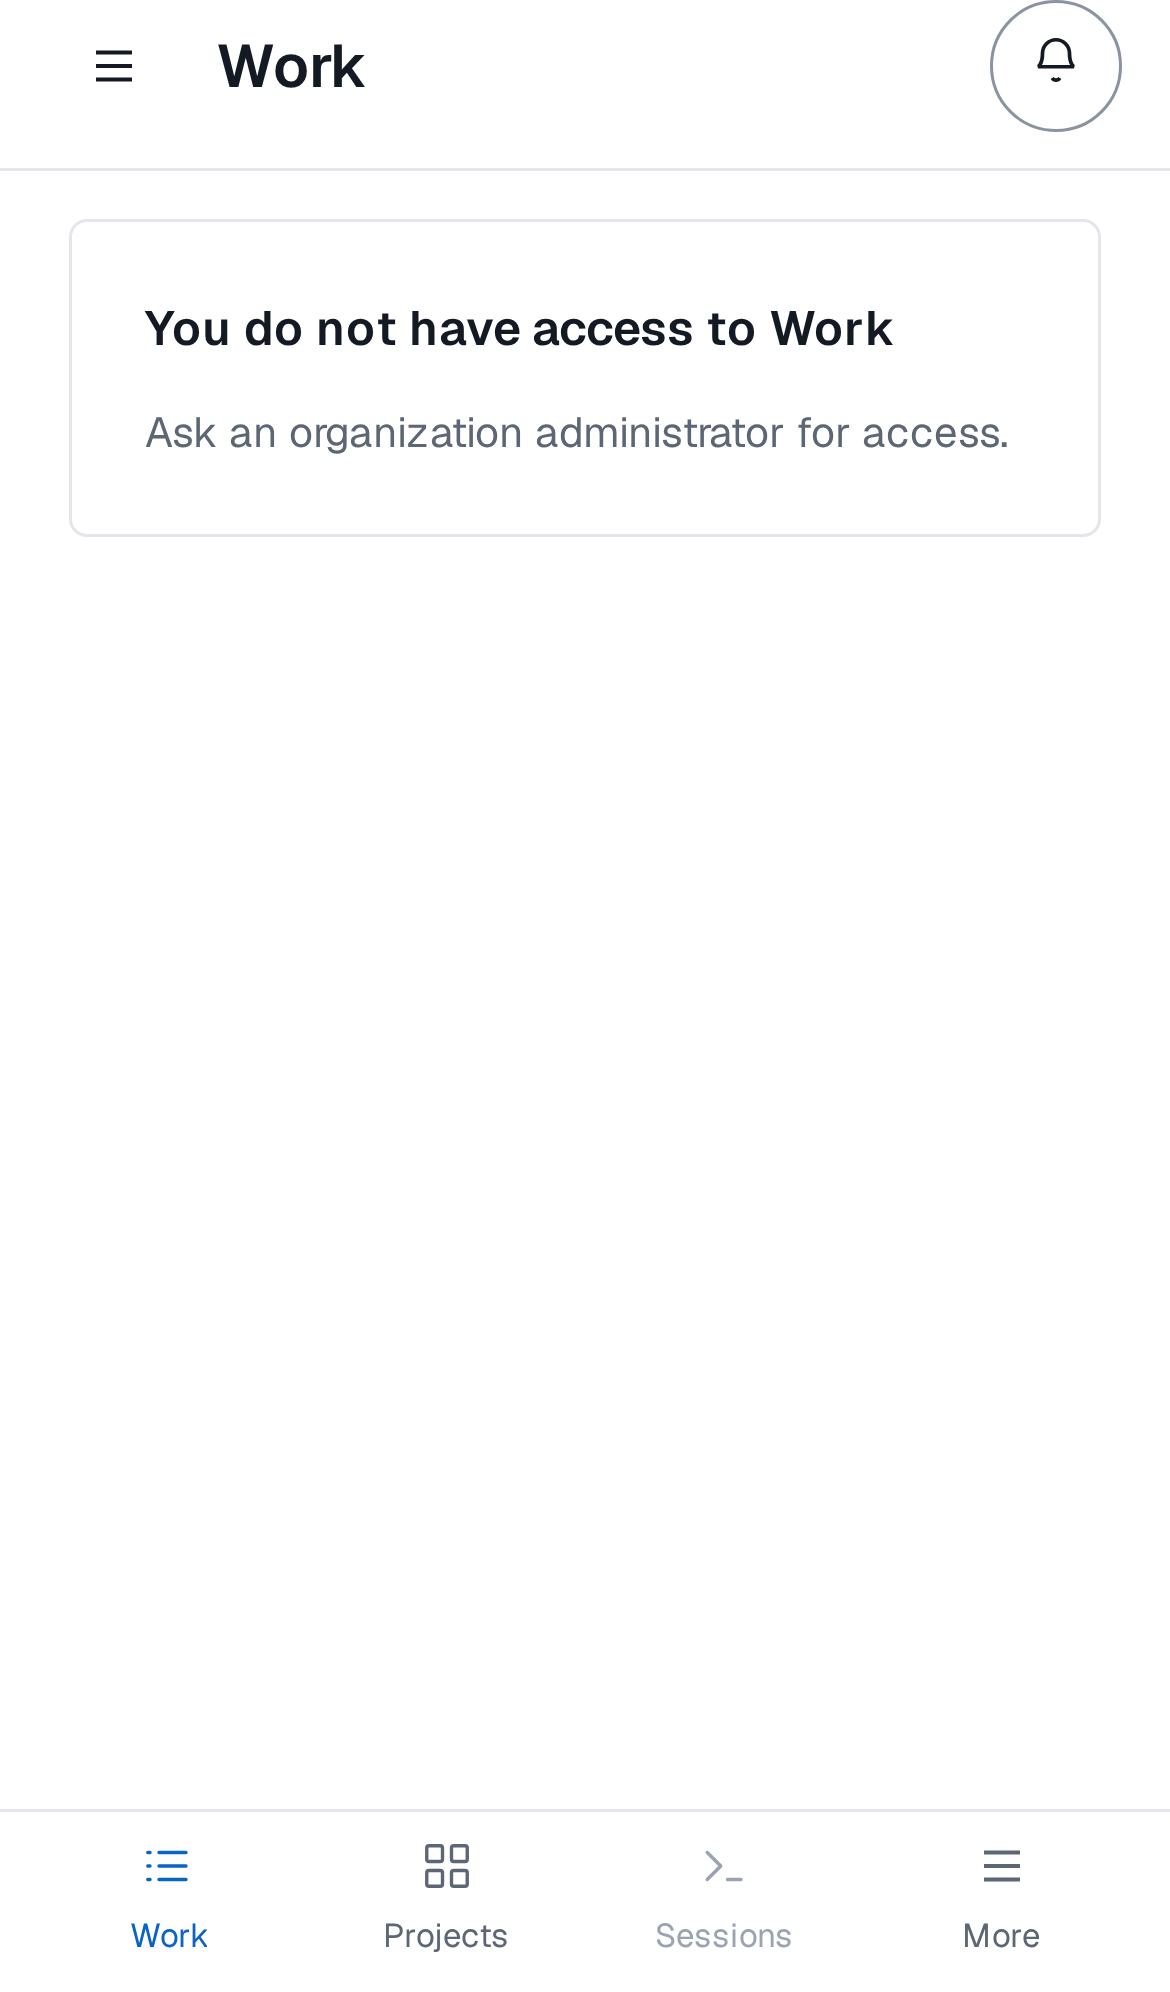 Work
You do not have access to Work
Ask an organization administrator for access.
Work
Projects
Sessions
More